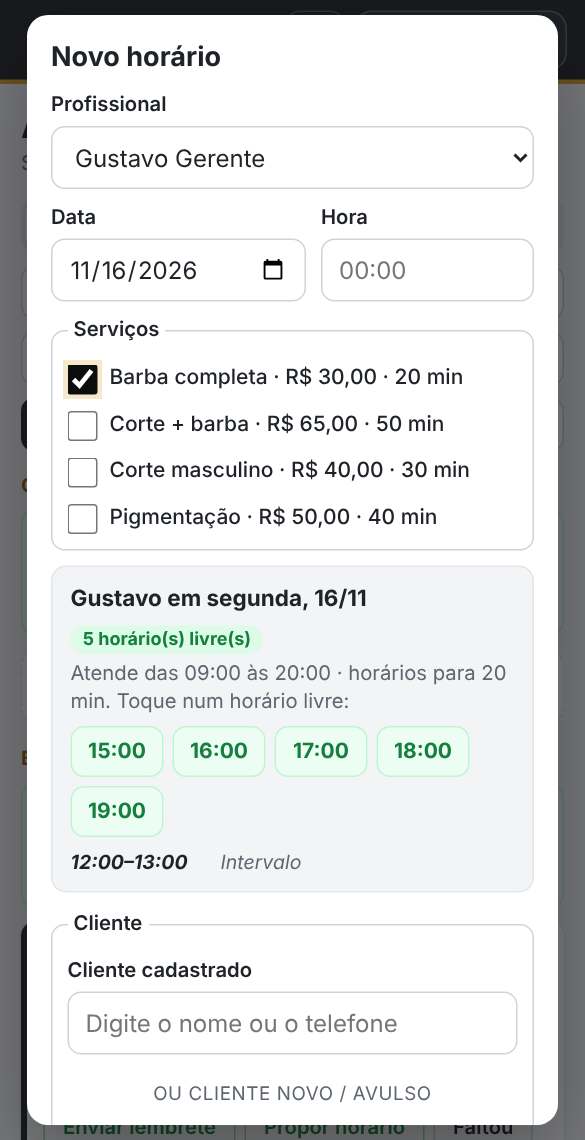 Novo horário
Profissional
Gustavo Gerente
Data
Hora
11/16/2026
00:00
Serviços
Barba completa · R$ 30,00 · 20 min
Corte + barba · R$ 65,00 · 50 min
Corte masculino · R$ 40,00 · 30 min
Pigmentação · R$ 50,00 · 40 min
Gustavo em segunda, 16/11
5 horário(s) livre(s)
Atende das 09:00 às 20:00 · horários para 20
min. Toque num horário livre:
15:00
16:00
17:00
18:00
19:00
12:00–13:00 Intervalo
Cliente
Cliente cadastrado
Digite o nome ou o telefone
OU CLIENTE NOVO / AVULSO
Enviar lembrete
Propor horário
Faltou